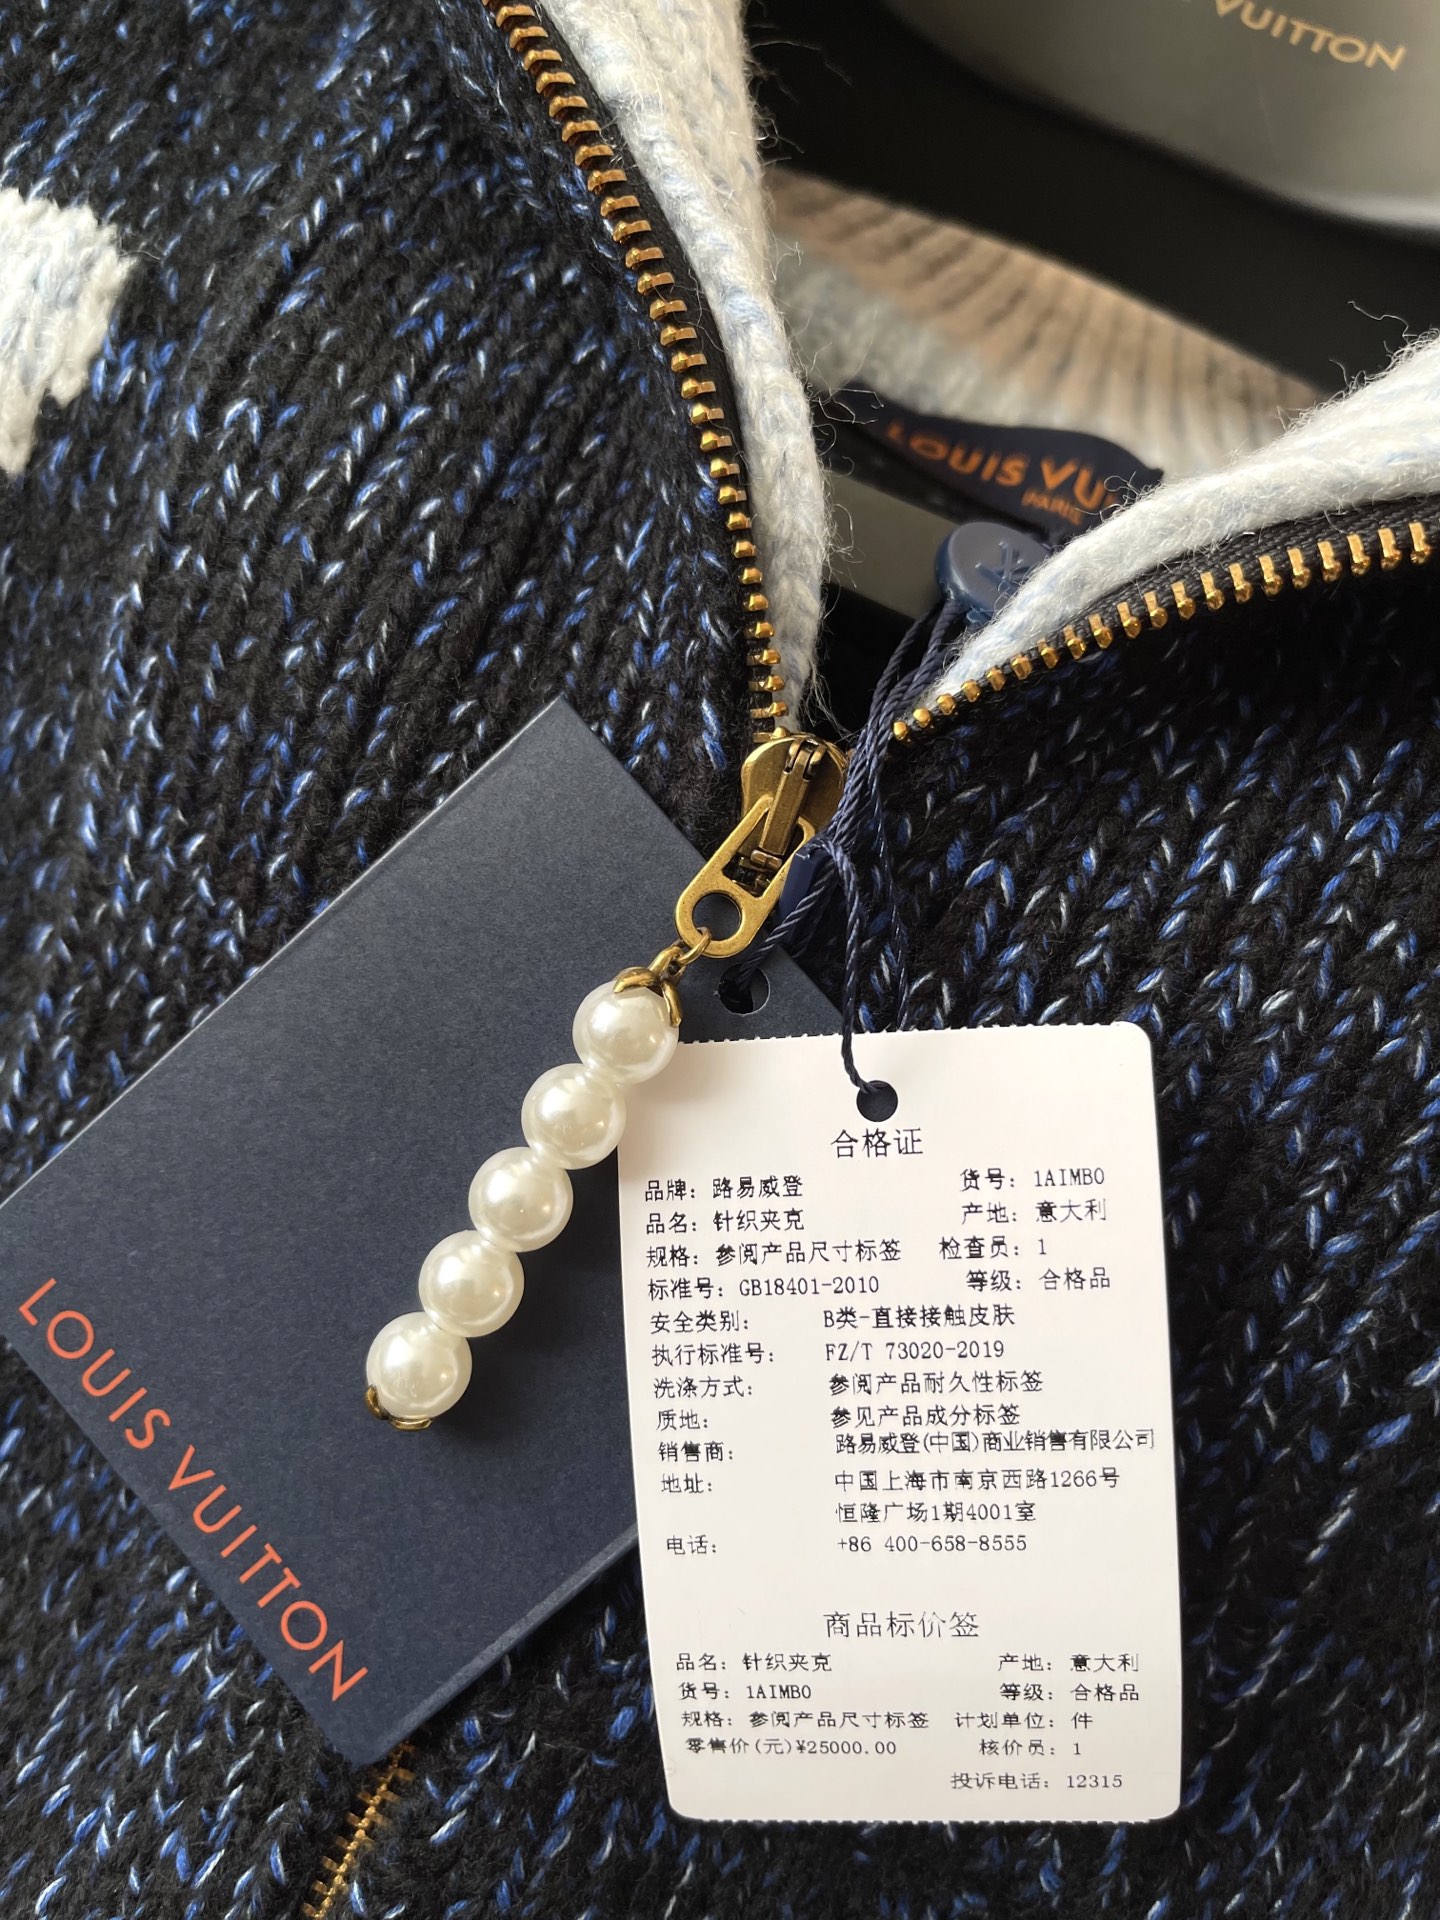 VUITTON
LOUIS VU
PARIS
LOUIS VUITTON
合格证
品牌: 路易威登 货号: 1AIMBO
品名: 针织夹克 产地: 意大利
规格: 参阅产品尺寸标签 检查员: 1
标准号: GB18401-2010 等级: 合格品
安全类别: B类-直接接触皮肤
执行标准号: FZ/T 73020-2019
洗涤方式: 参阅产品耐久性标签
质地: 参见产品成分标签
销售商: 路易威登(中国)商业销售有限公司
地址: 中国上海市南京西路1266号
恒隆广场1期4001室
电话: +86 400-658-8555
商品标价签
品名: 针织夹克 产地: 意大利
货号: 1AIMBO 等级: 合格品
规格: 参阅产品尺寸标签 计划单位: 件
零售价(元)¥25000.00 核价员: 1
投诉电话: 12315